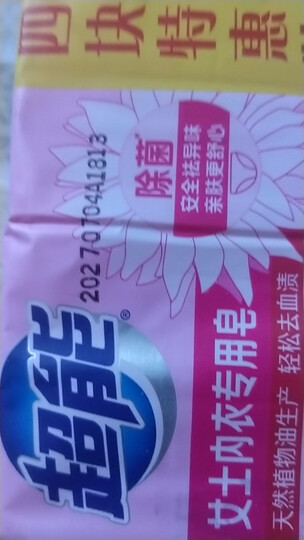 四块特惠
除菌
安全祛异味
亲肤更舒心
20270704A1813
超能®
女士内衣专用皂
天然植物油生产 轻松去血渍